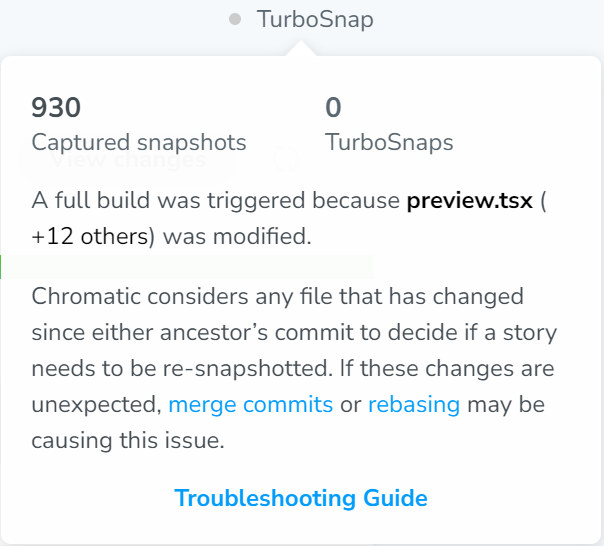 TurboSnap
930
0
Captured snapshots
TurboSnaps
View changes
A full build was triggered because preview.tsx (
+12 others) was modified.
Chromatic considers any file that has changed
since either ancestor’s commit to decide if a story
needs to be re-snapshotted. If these changes are
unexpected, merge commits or rebasing may be
causing this issue.
Troubleshooting Guide